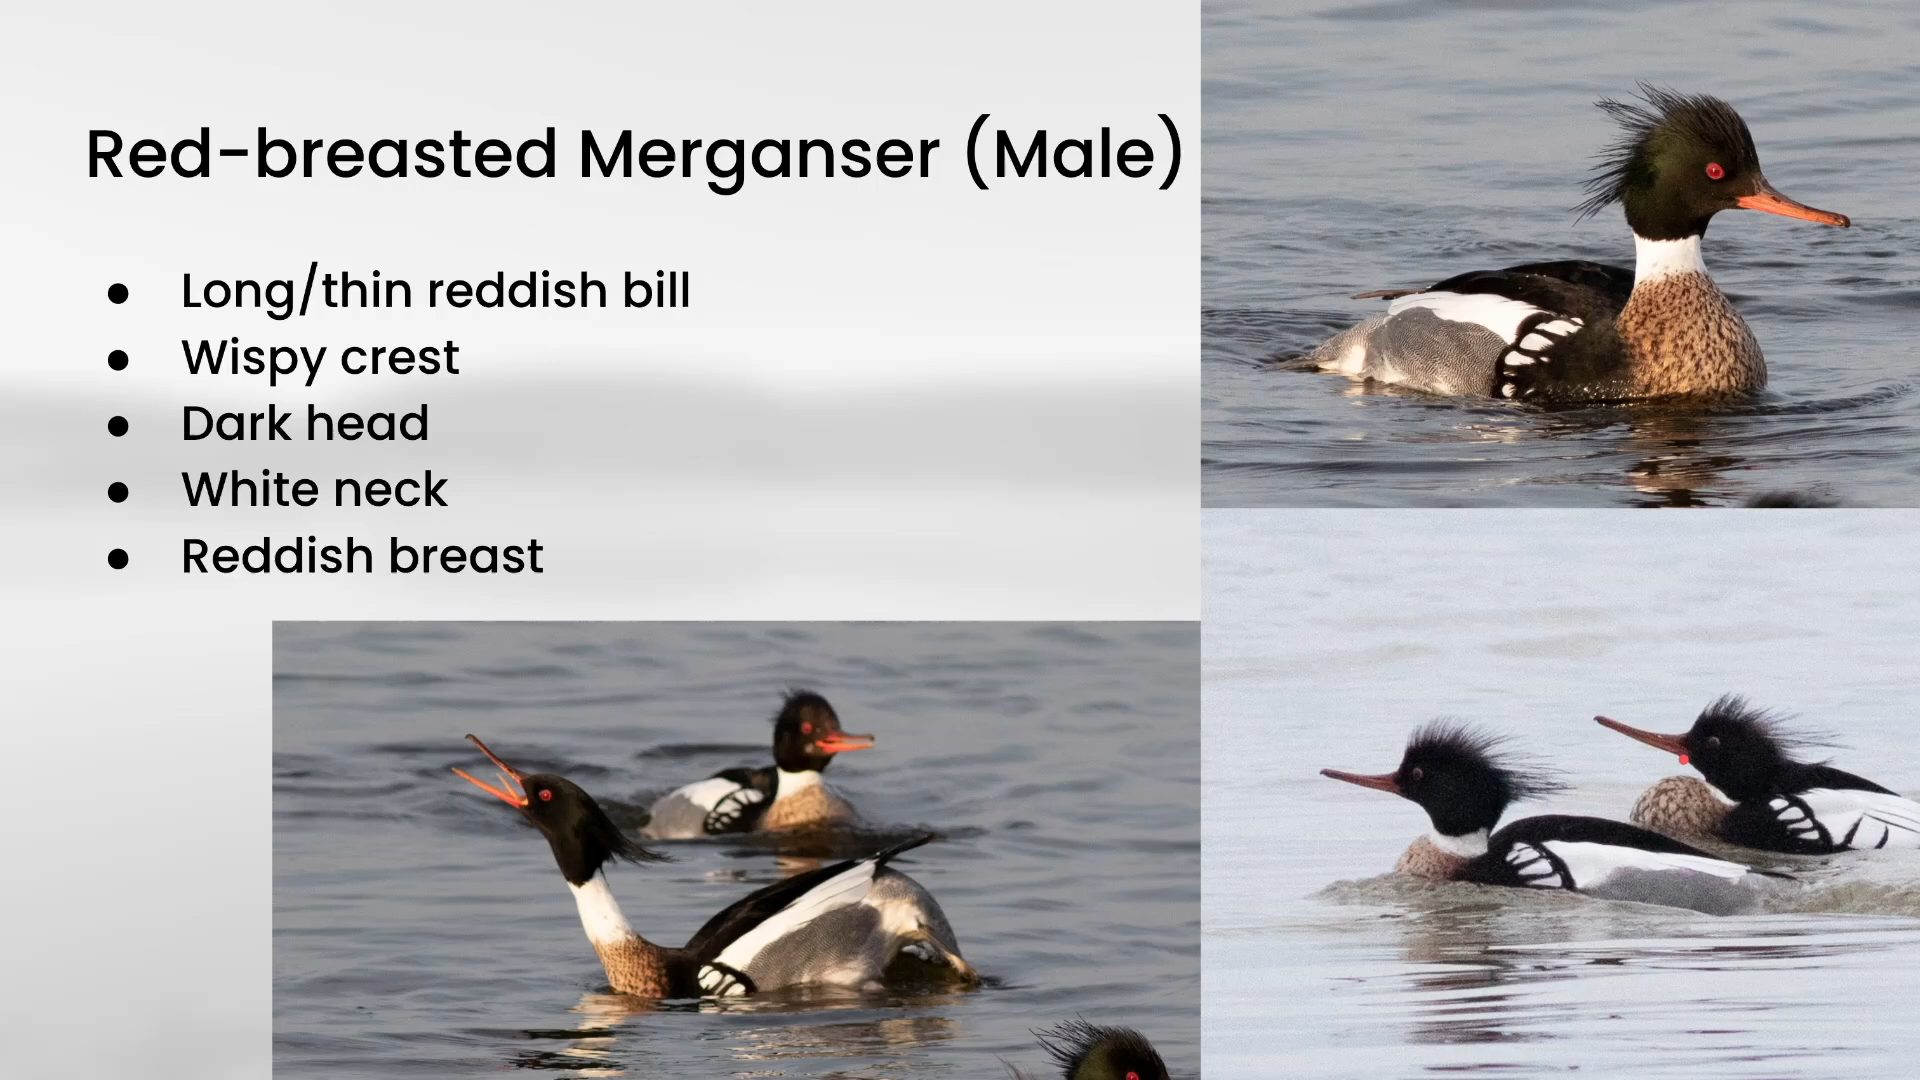 Red-breasted Merganser (Male)
● Long/thin reddish bill
● Wispy crest
● Dark head
● White neck
● Reddish breast